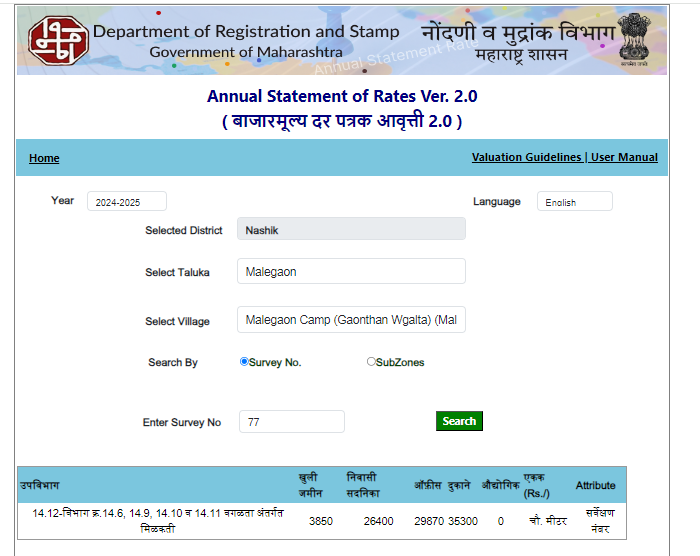 Department of Registration and Stamp
Government of Maharashtra
नोंदणी व मुद्रांक विभाग
महाराष्ट्र शासन
Annual Statement Rate
Annual Statement of Rates Ver. 2.0
( बाजारमूल्य दर पत्रक आवृत्ती 2.0 )
Home
Valuation Guidelines | User Manual
Year 2024-2025 Language English
Selected District Nashik
Select Taluka Malegaon
Select Village Malegaon Camp (Gaonthan Wgalta) (Mal
Search By Survey No. SubZones
Enter Survey No 77 Search
उपविभाग खुली जमीन निवासी सदनिका ऑफ़ीस दुकाने औद्योगिक एकक (Rs./) Attribute
14.12-विभाग क्र.14.6, 14.9, 14.10 व 14.11 वगळता अंतर्गत मिळकती 3850 26400 29870 35300 0 चौ. मीटर सर्वेक्षण नंबर